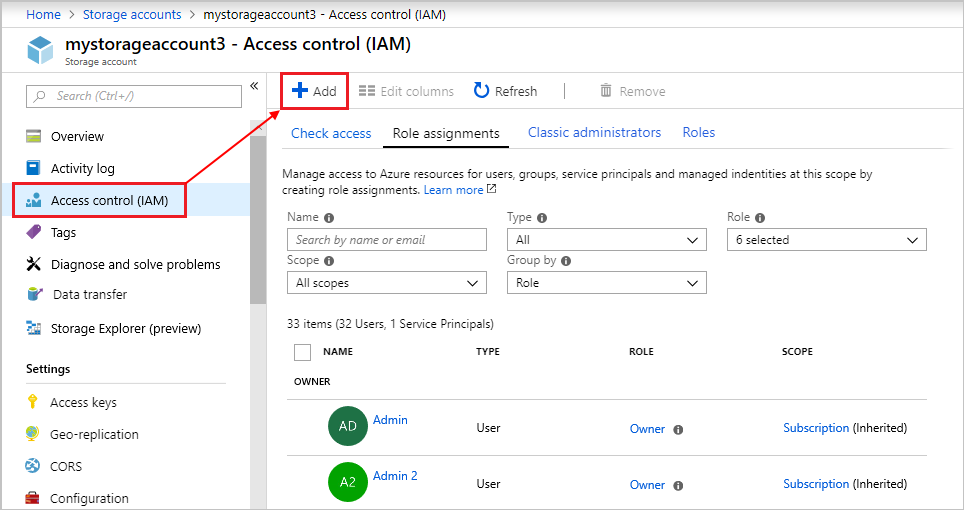 Home > Storage accounts > mystorageaccount3 - Access control (IAM)
mystorageaccount3 - Access control (IAM)
Storage account
Search (Ctrl+/)
«
Overview
Activity log
Access control (IAM)
Tags
Diagnose and solve problems
Data transfer
Storage Explorer (preview)
Settings
Access keys
Geo-replication
CORS
Configuration
Add Edit columns Refresh Remove
Check access Role assignments Classic administrators Roles
Manage access to Azure resources for users, groups, service principals and managed indentities at this scope by
creating role assignments. Learn more
Name Type Role
Search by name or email All 6 selected
Scope Group by
All scopes Role
33 items (32 Users, 1 Service Principals)
NAME TYPE ROLE SCOPE
OWNER
AD Admin User Owner Subscription (Inherited)
A2 Admin 2 User Owner Subscription (Inherited)